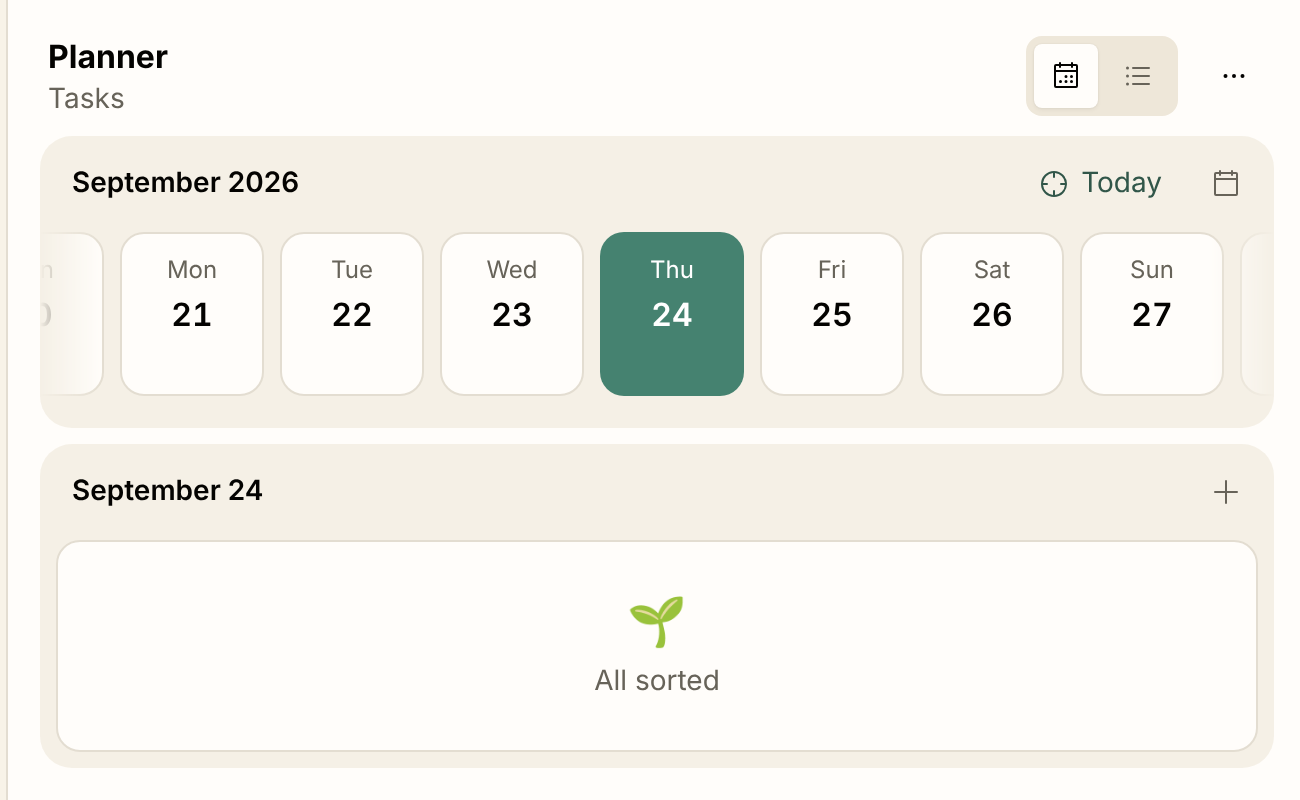 Planner
Tasks
September 2026
Today
Mon
21
Tue
22
Wed
23
Thu
24
Fri
25
Sat
26
Sun
27
September 24
All sorted